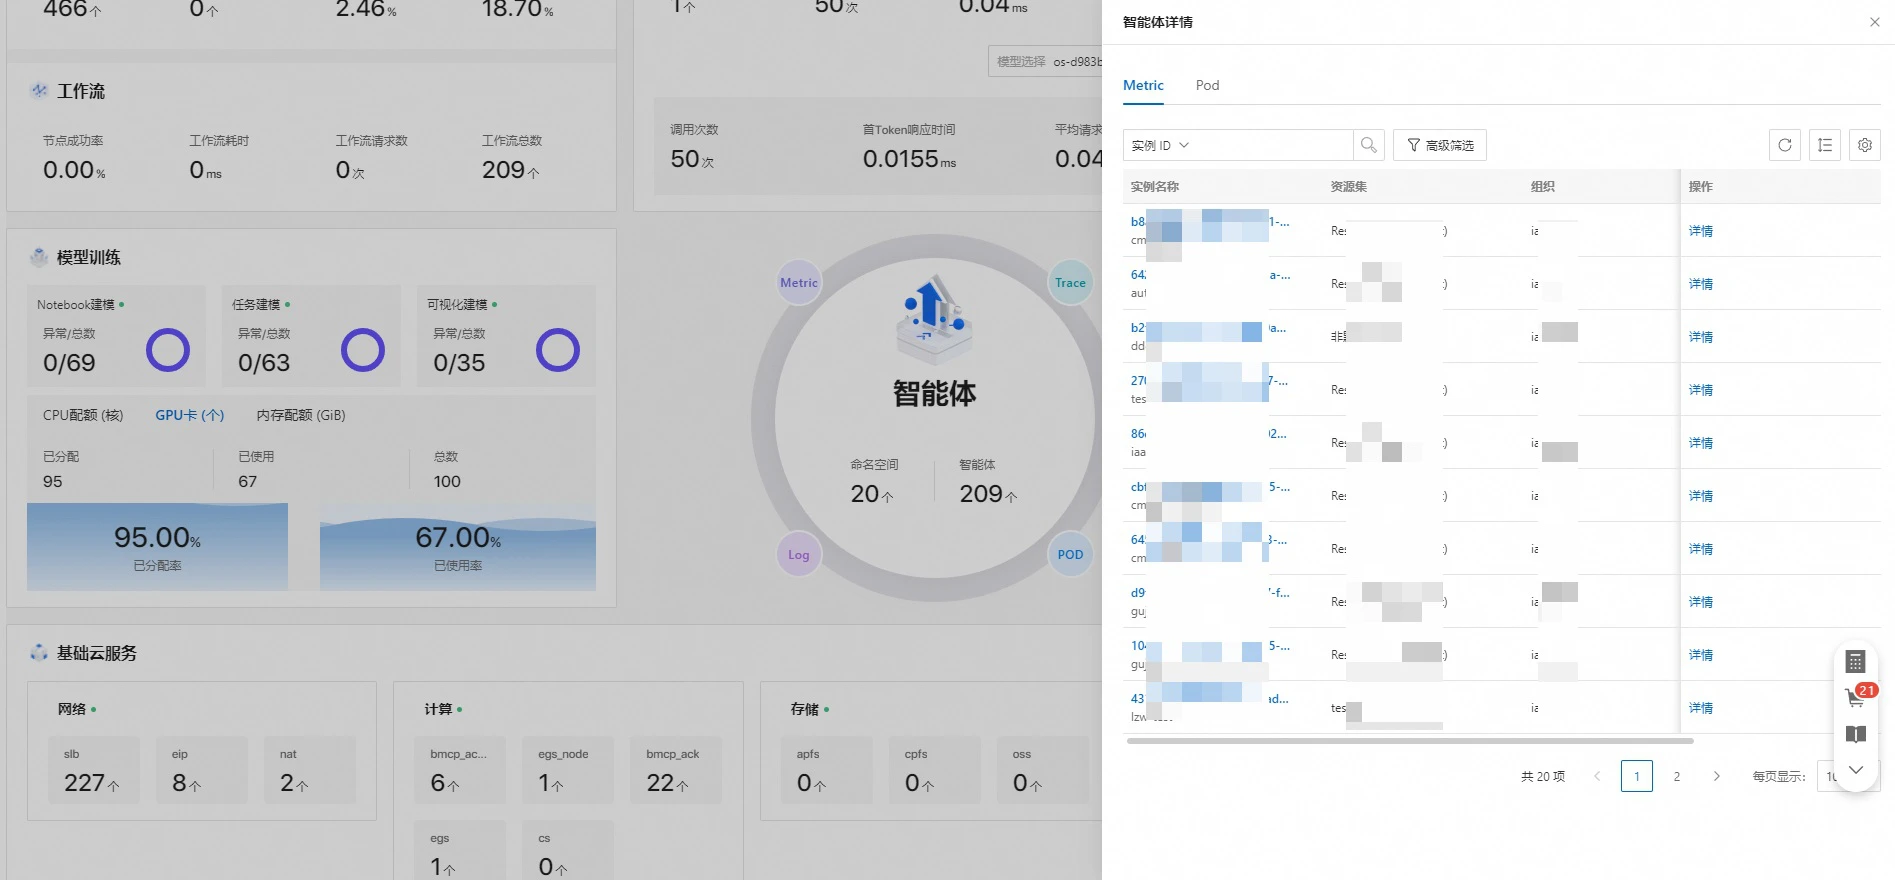 466个
0个
2.46%
18.70%
工作流
节点成功率
工作流耗时
工作流请求数
工作流总数
0.00%
0ms
0次
209个
模型训练
Notebook建模
任务建模
可视化建模
异常/总数
异常/总数
异常/总数
0/69
0/63
0/35
CPU配额 (核)
GPU卡 (个)
内存配额 (GiB)
已分配
已使用
总数
95
67
100
95.00%
67.00%
已分配率
已使用率
1个
50次
0.04ms
模型选择 os-d983b
调用次数
首Token响应时间
平均请求
50次
0.0155ms
0.04
Metric
Trace
智能体
命名空间
智能体
20个
209个
Log
POD
基础云服务
网络
计算
存储
slb
eip
nat
bmcp_ac...
egs_node
bmcp_ack
apfs
cpfs
oss
227个
8个
2个
6个
1个
22个
0个
0个
0个
egs
cs
1个
0个
智能体详情
Metric
Pod
实例 ID
高级筛选
实例名称
资源集
组织
操作
详情
详情
详情
详情
详情
详情
详情
详情
详情
详情
21
共 20 项
1
2
每页显示: